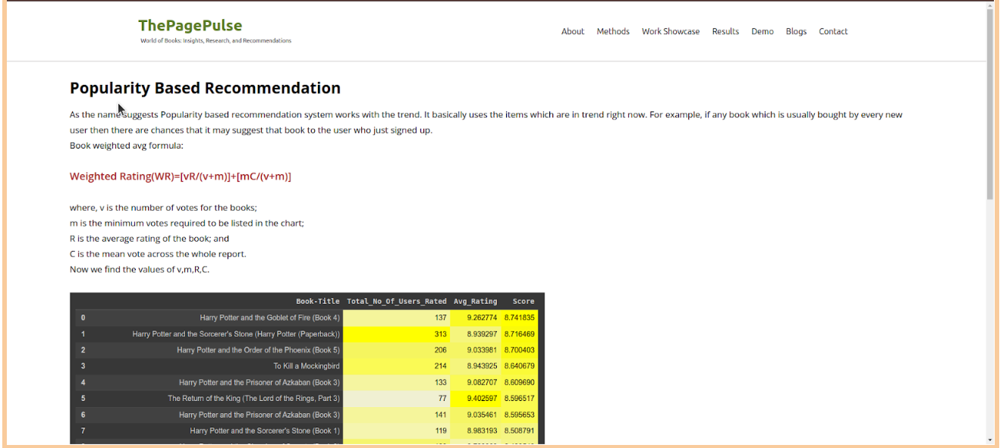 ThePagePulse
World of Books: Insights, Research, and Recommendations
About Methods Work Showcase Results Demo Blogs Contact
Popularity Based Recommendation
As the name suggests Popularity based recommendation system works with the trend. It basically uses the items which are in trend right now. For example, if any book which is usually bought by every new
user then there are chances that it may suggest that book to the user who just signed up.
Book weighted avg formula:
Weighted Rating(WR)=[vR/(v+m)]+[mC/(v+m)]
where, v is the number of votes for the books;
m is the minimum votes required to be listed in the chart;
R is the average rating of the book; and
C is the mean vote across the whole report.
Now we find the values of v,m,R,C.
Book-Title Total_No_Of_Users_Rated Avg_Rating Score
0 Harry Potter and the Goblet of Fire (Book 4) 137 9.262774 8.741835
1 Harry Potter and the Sorcerer's Stone (Harry Potter (Paperback)) 313 8.939297 8.716469
2 Harry Potter and the Order of the Phoenix (Book 5) 206 9.033981 8.700403
3 To Kill a Mockingbird 214 8.943925 8.640679
4 Harry Potter and the Prisoner of Azkaban (Book 3) 133 9.082707 8.609690
5 The Return of the King (The Lord of the Rings, Part 3) 77 9.402597 8.596517
6 Harry Potter and the Prisoner of Azkaban (Book 3) 141 9.035461 8.595653
7 Harry Potter and the Sorcerer's Stone (Book 1) 119 8.983193 8.508791